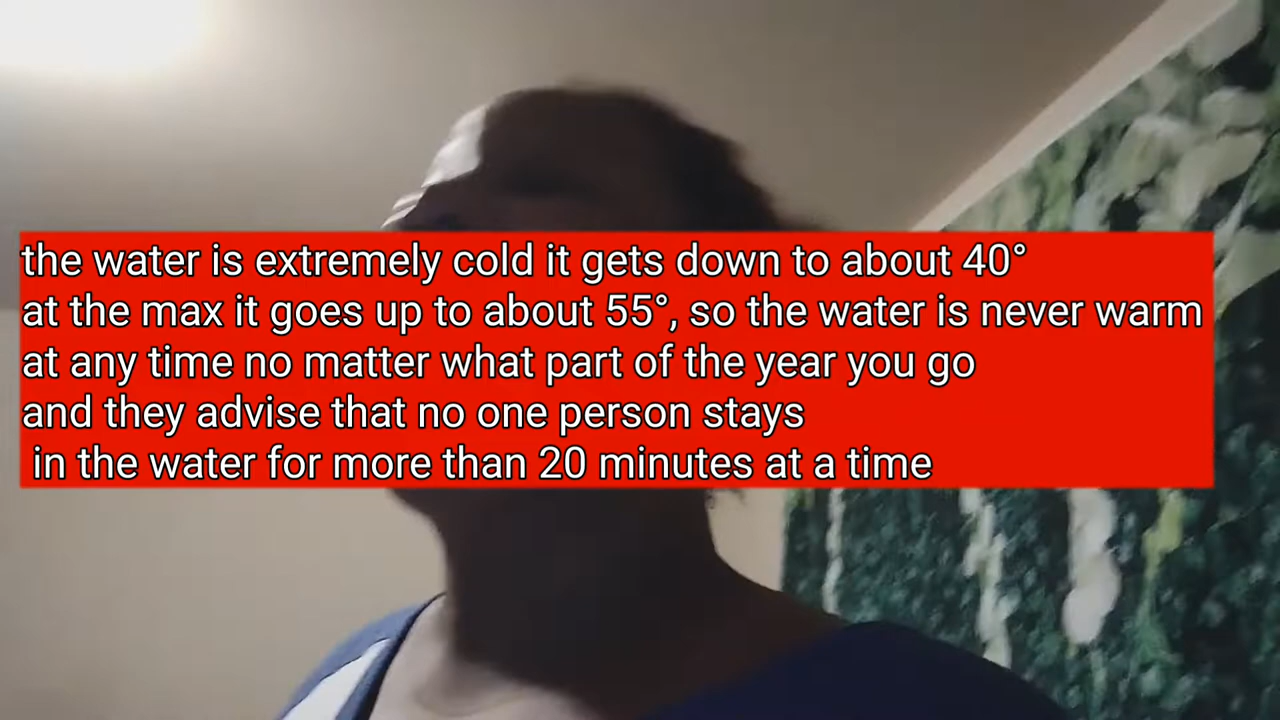 the water is extremely cold it gets down to about 40°
at the max it goes up to about 55°, so the water is never warm
at any time no matter what part of the year you go
and they advise that no one person stays
in the water for more than 20 minutes at a time